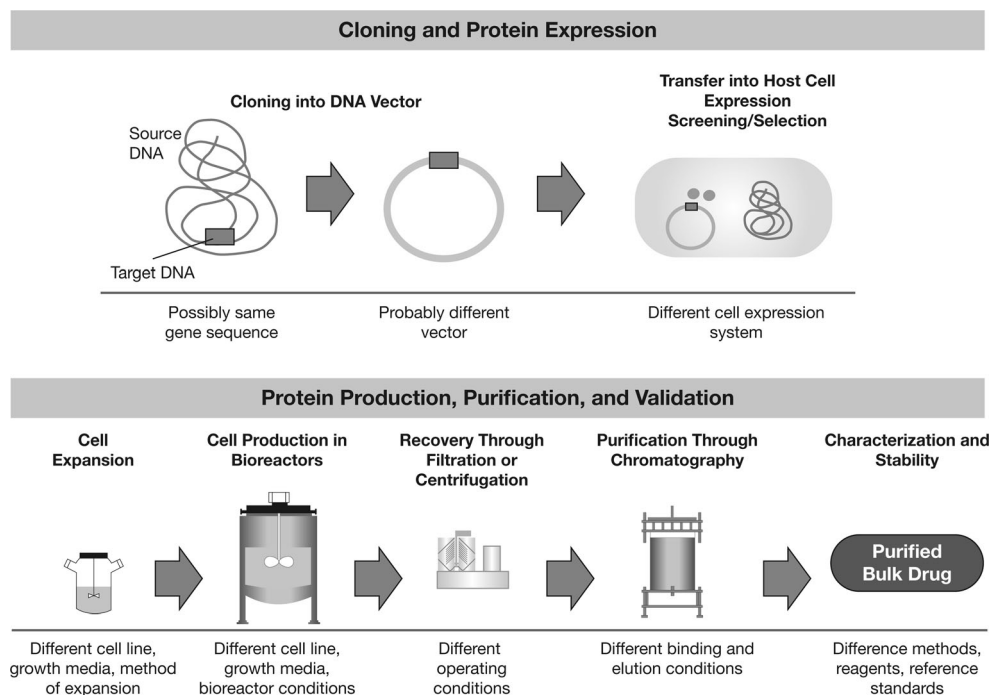 Cloning and Protein Expression
Cloning into DNA Vector
Transfer into Host Cell
Expression
Screening/Selection
Source
DNA
Target DNA
Possibly same
gene sequence
Probably different
vector
Different cell expression
system
Protein Production, Purification, and Validation
Cell
Expansion
Cell Production in
Bioreactors
Recovery Through
Filtration or
Centrifugation
Purification Through
Chromatography
Characterization and
Stability
Purified
Bulk Drug
Different cell line,
growth media, method
of expansion
Different cell line,
growth media,
bioreactor conditions
Different
operating
conditions
Different binding and
elution conditions
Difference methods,
reagents, reference
standards